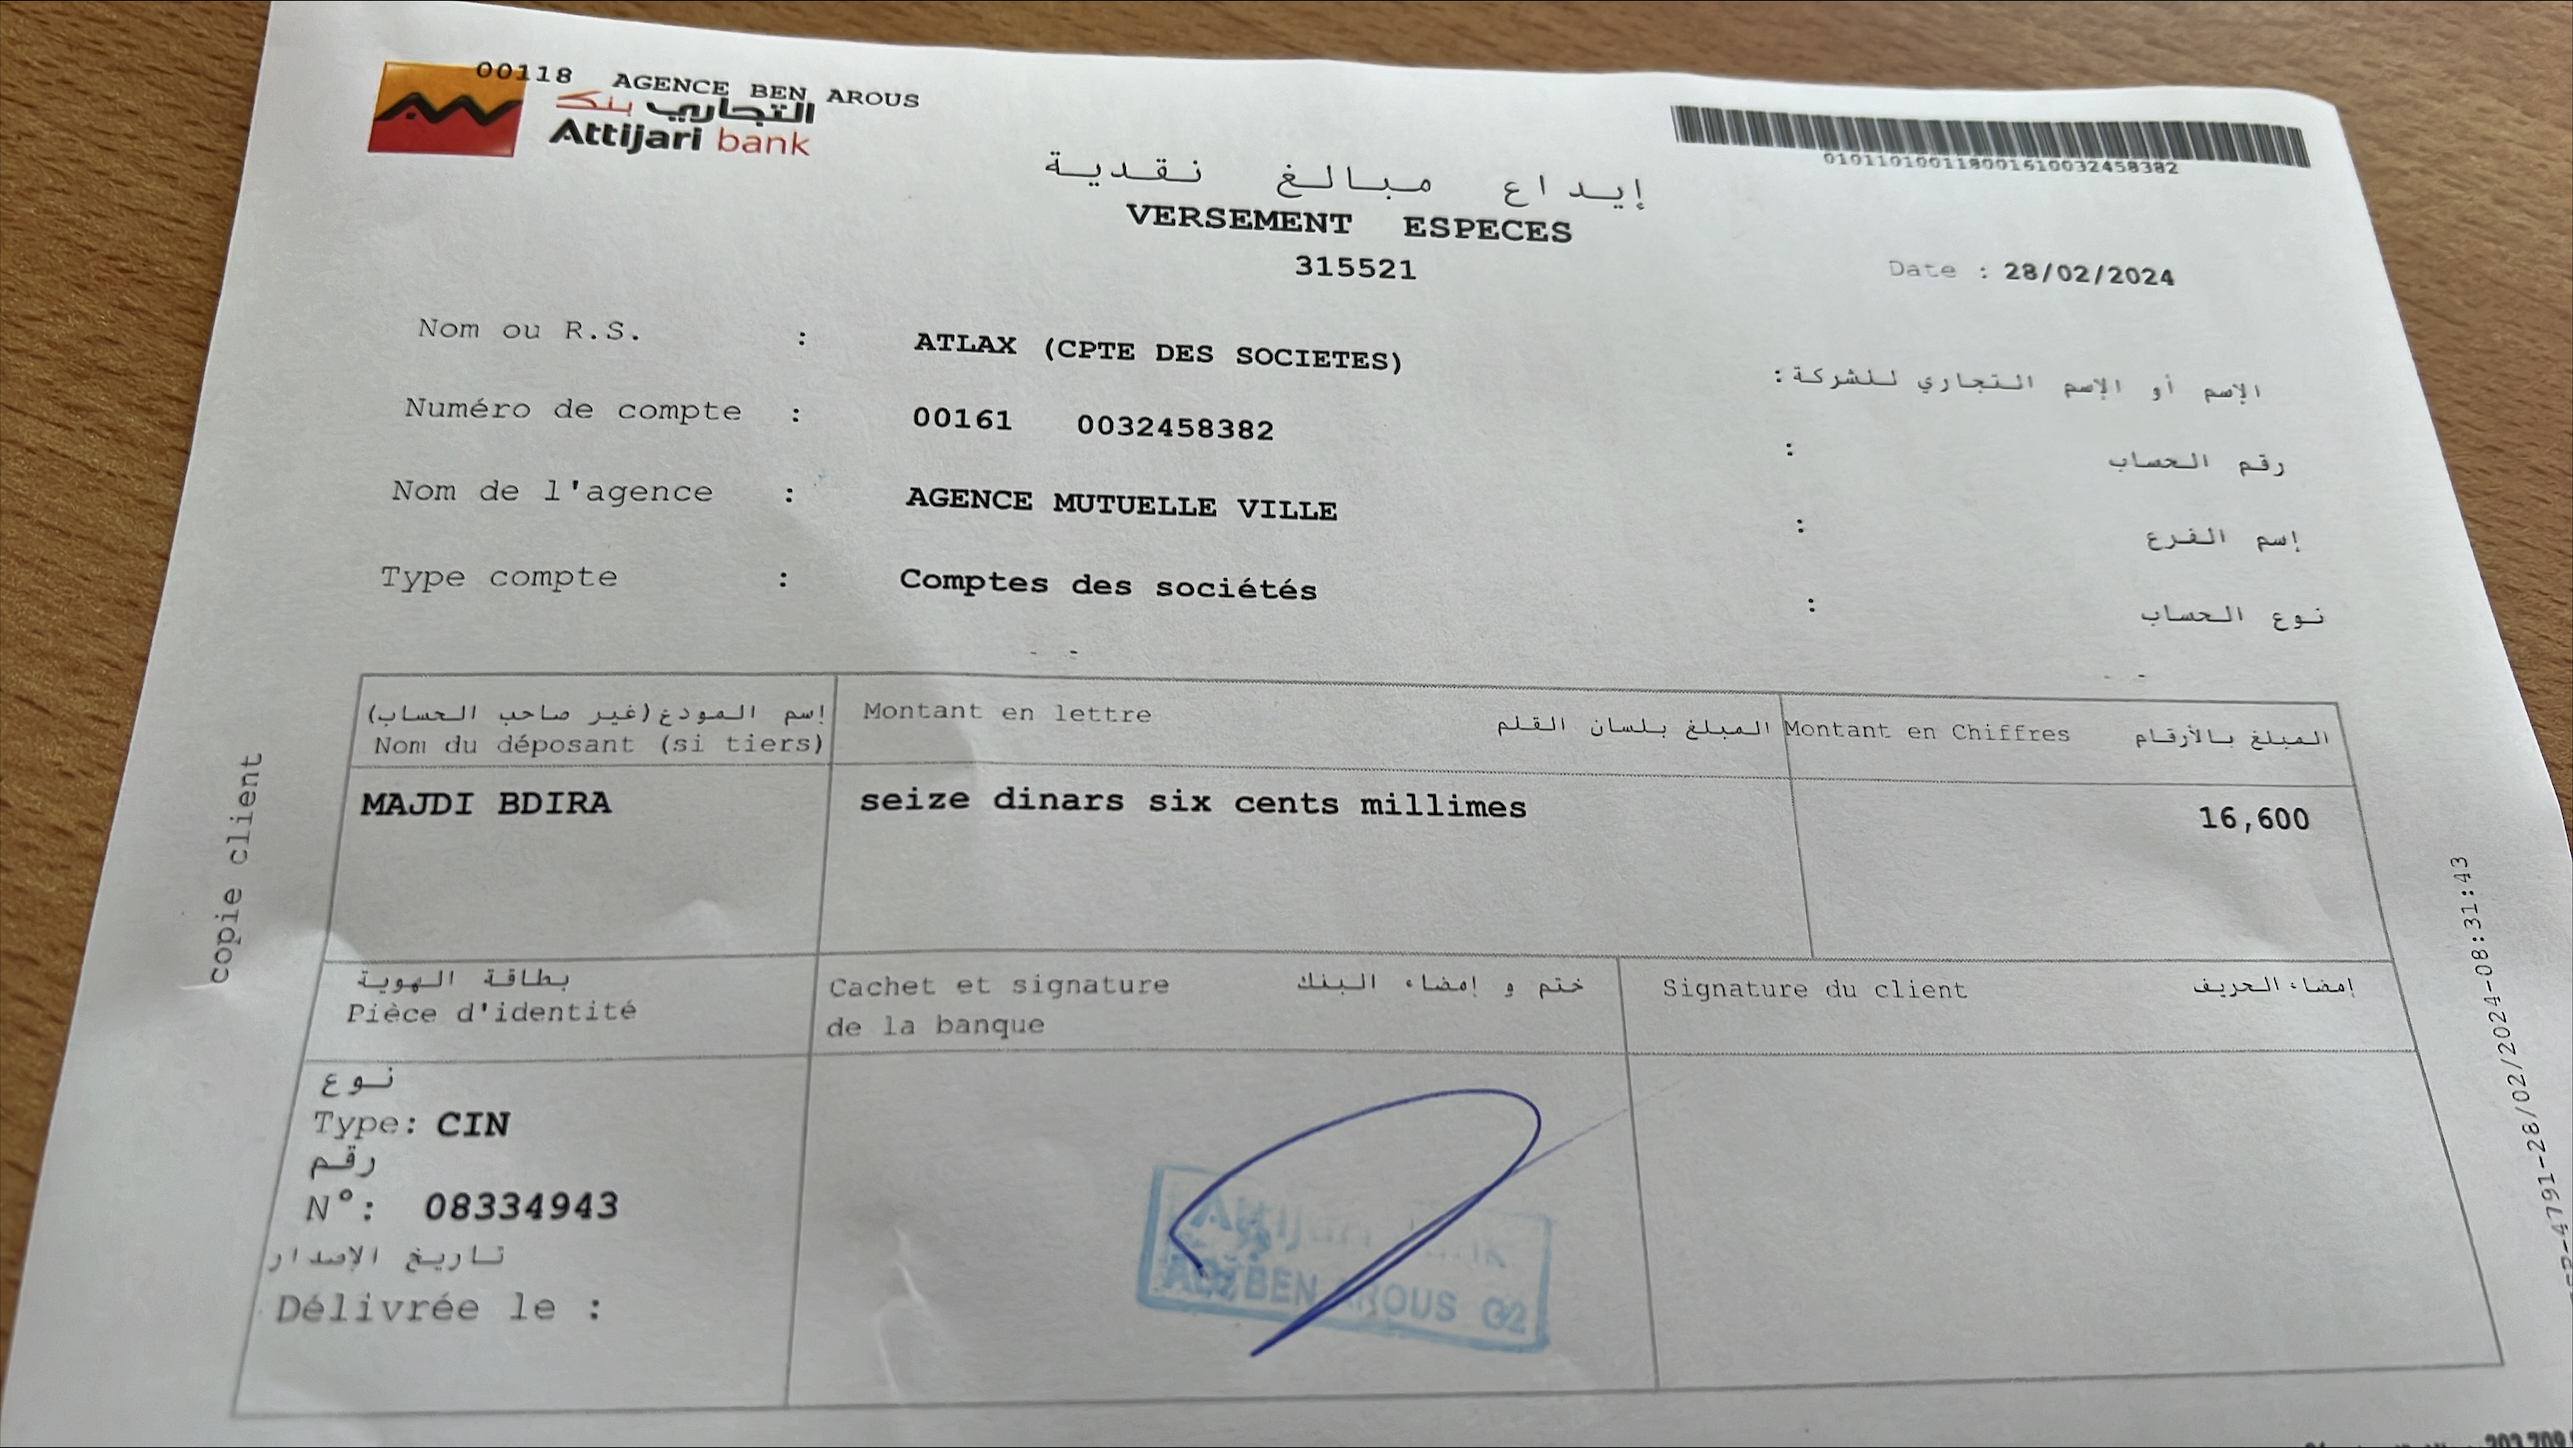 00118 AGENCE BEN AROUS
التجاري بنك
Attijari bank
010110100118001610032458382
إيداع مبالغ نقدية
VERSEMENT ESPECES
315521
Date : 28/02/2024
Nom ou R.S. : ATLAX (CPTE DES SOCIETES) الإسم أو الإسم التجاري للشركة :
Numéro de compte : 00161 0032458382 رقم الحساب :
Nom de l'agence : AGENCE MUTUELLE VILLE إسم الفرع :
Type compte : Comptes des sociétés نوع الحساب :
إسم المودع (غير صاحب الحساب)
Nom du déposant (si tiers)
Montant en lettre المبلغ بلسان القلم
Montant en Chiffres المبلغ بالأرقام
MAJDI BDIRA
seize dinars six cents millimes
16,600
بطاقة الهوية
Pièce d'identité
Cachet et signature ختم و إمضاء البنك
de la banque
Signature du client إمضاء الحريف
نوع
Type: CIN
رقم
N°: 08334943
تاريخ الإصدار
Délivrée le :
Attijari bank
BEN AROUS G2
copie client
4791-28/02/2024-08:31:43